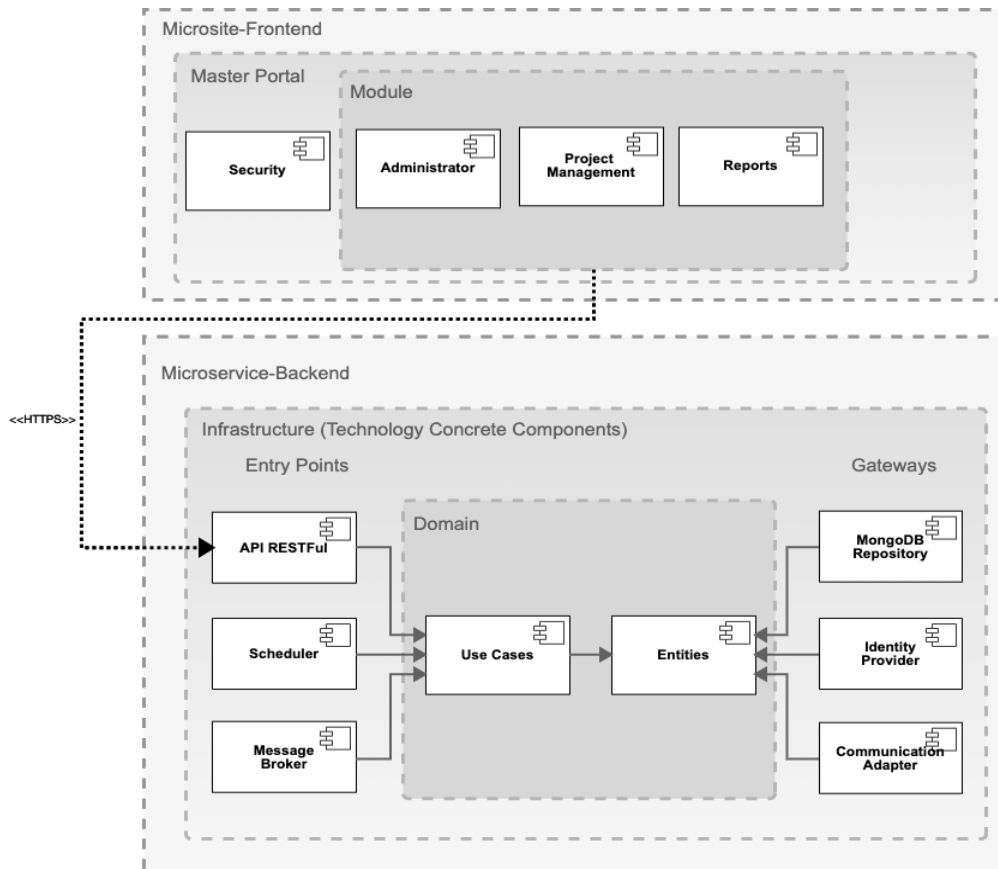 Microsite-Frontend
Master Portal
Module
Security
Administrator
Project
Management
Reports
<<HTTPS>>
Microservice-Backend
Infrastructure (Technology Concrete Components)
Entry Points
Gateways
Domain
API RESTFul
MongoDB
Repository
Scheduler
Use Cases
Entities
Identity
Provider
Message
Broker
Communication
Adapter